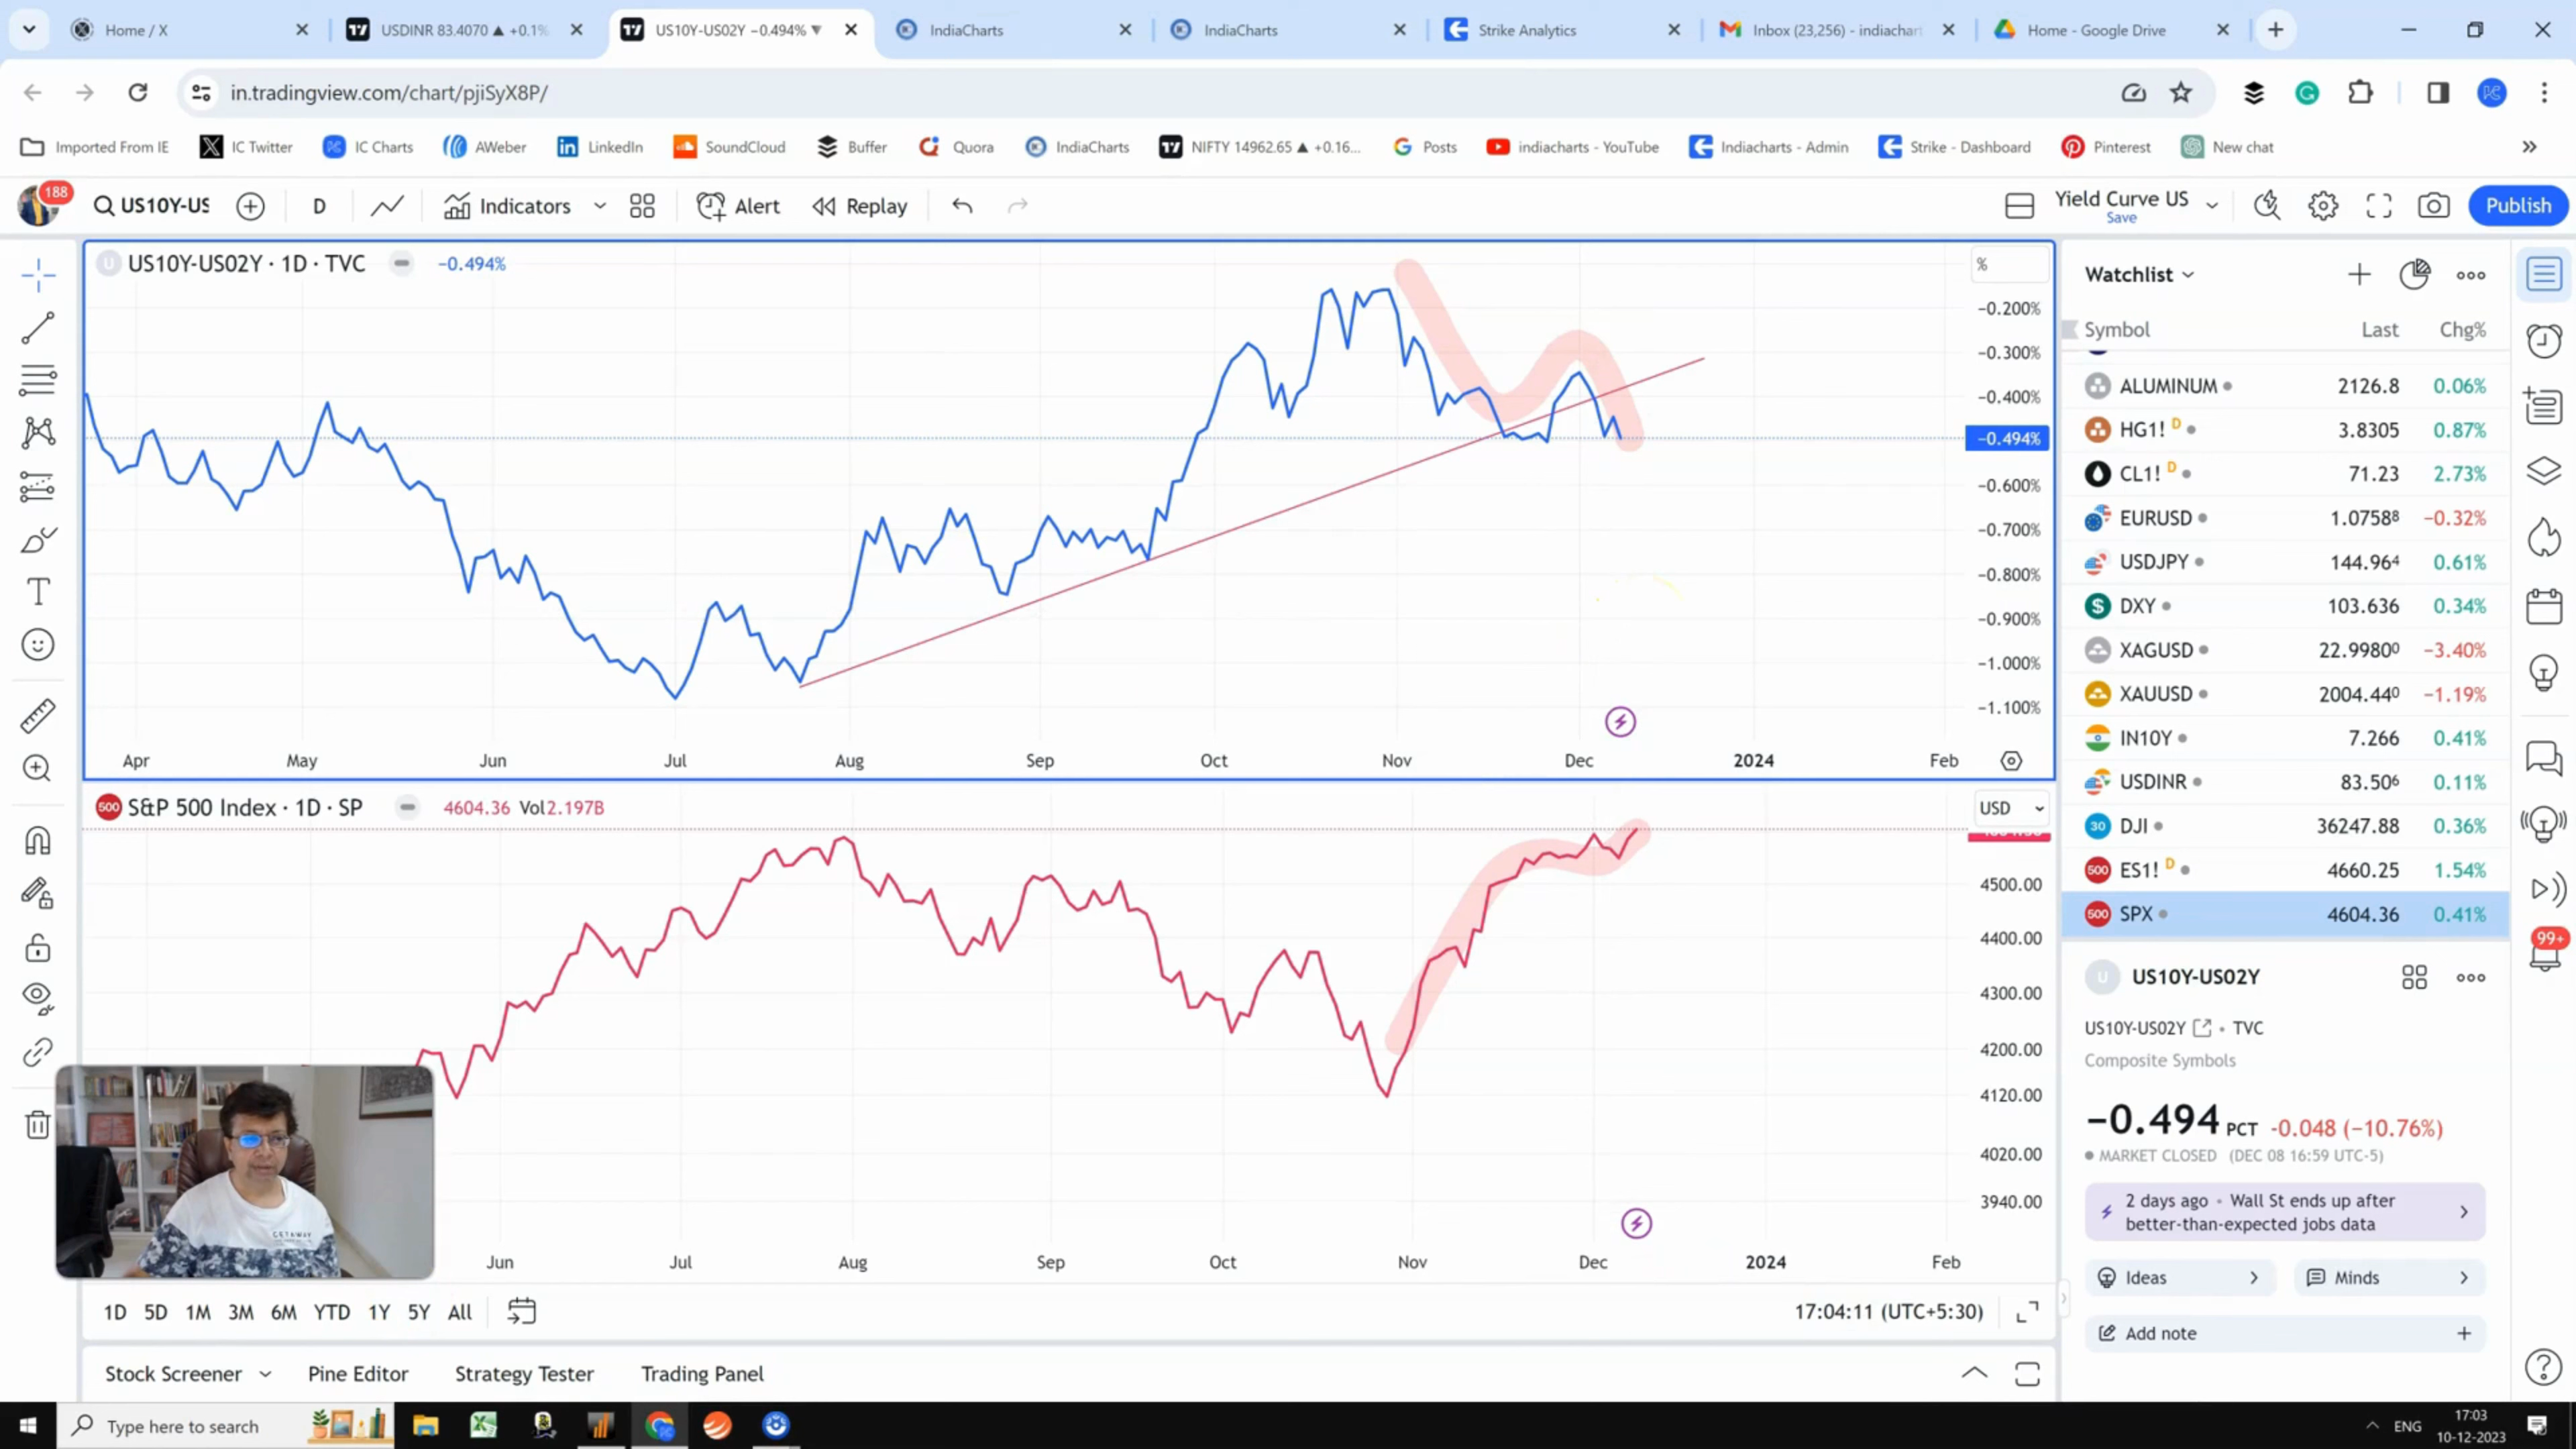 Home / X
USDINR 83.4070 ▲ +0.1%
US10Y-US02Y −0.494% ▼
IndiaCharts
IndiaCharts
Strike Analytics
Inbox (23,256) - indiachart
Home - Google Drive
in.tradingview.com/chart/pjiSyX8P/
Imported From IE
IC Twitter
IC Charts
AWeber
LinkedIn
SoundCloud
Buffer
Quora
IndiaCharts
NIFTY 14962.65 ▲ +0.16...
Posts
indiacharts - YouTube
Indiacharts - Admin
Strike - Dashboard
Pinterest
New chat
188
US10Y-US
D
Indicators
Alert
Replay
Yield Curve US
Save
Publish
US10Y-US02Y · 1D · TVC
−0.494%
%
−0.200%
−0.300%
−0.400%
−0.494%
−0.600%
−0.700%
−0.800%
−0.900%
−1.000%
−1.100%
Apr May Jun Jul Aug Sep Oct Nov Dec 2024 Feb
S&P 500 Index · 1D · SP
4604.36 Vol2.197B
USD
4500.00
4400.00
4300.00
4200.00
4120.00
4020.00
3940.00
GETAWAY
Jun Jul Aug Sep Oct Nov Dec 2024 Feb
1D 5D 1M 3M 6M YTD 1Y 5Y All
17:04:11 (UTC+5:30)
Stock Screener
Pine Editor
Strategy Tester
Trading Panel
Watchlist
Symbol Last Chg%
ALUMINUM 2126.8 0.06%
HG1! D 3.8305 0.87%
CL1! D 71.23 2.73%
EURUSD 1.07588 −0.32%
USDJPY 144.964 0.61%
DXY 103.636 0.34%
XAGUSD 22.99800 −3.40%
XAUUSD 2004.440 −1.19%
IN10Y 7.266 0.41%
USDINR 83.506 0.11%
30 DJI 36247.88 0.36%
500 ES1! D 4660.25 1.54%
500 SPX 4604.36 0.41%
U US10Y-US02Y
US10Y-US02Y • TVC
Composite Symbols
−0.494 PCT -0.048 (−10.76%)
MARKET CLOSED (DEC 08 16:59 UTC-5)
2 days ago • Wall St ends up after
better-than-expected jobs data
Ideas
Minds
Add note
99+
Type here to search
ENG
17:03
10-12-2023